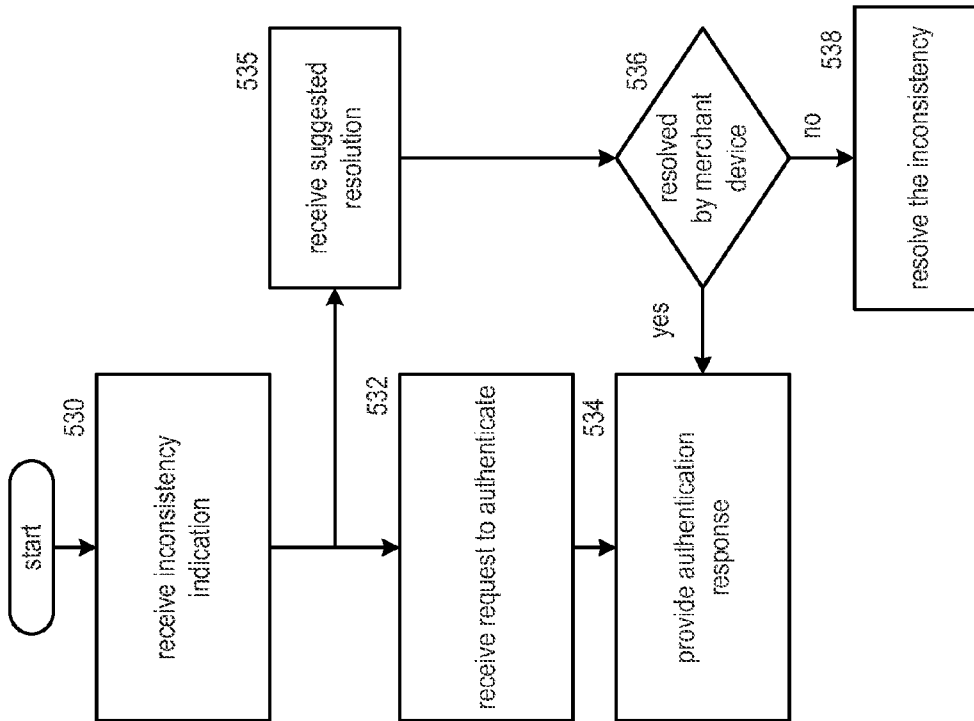 start
530
receive inconsistency
indication
532
receive request to authenticate
534
provide authentication
response
535
receive suggested
resolution
536
resolved
by merchant
device
yes
no
538
resolve the inconsistency